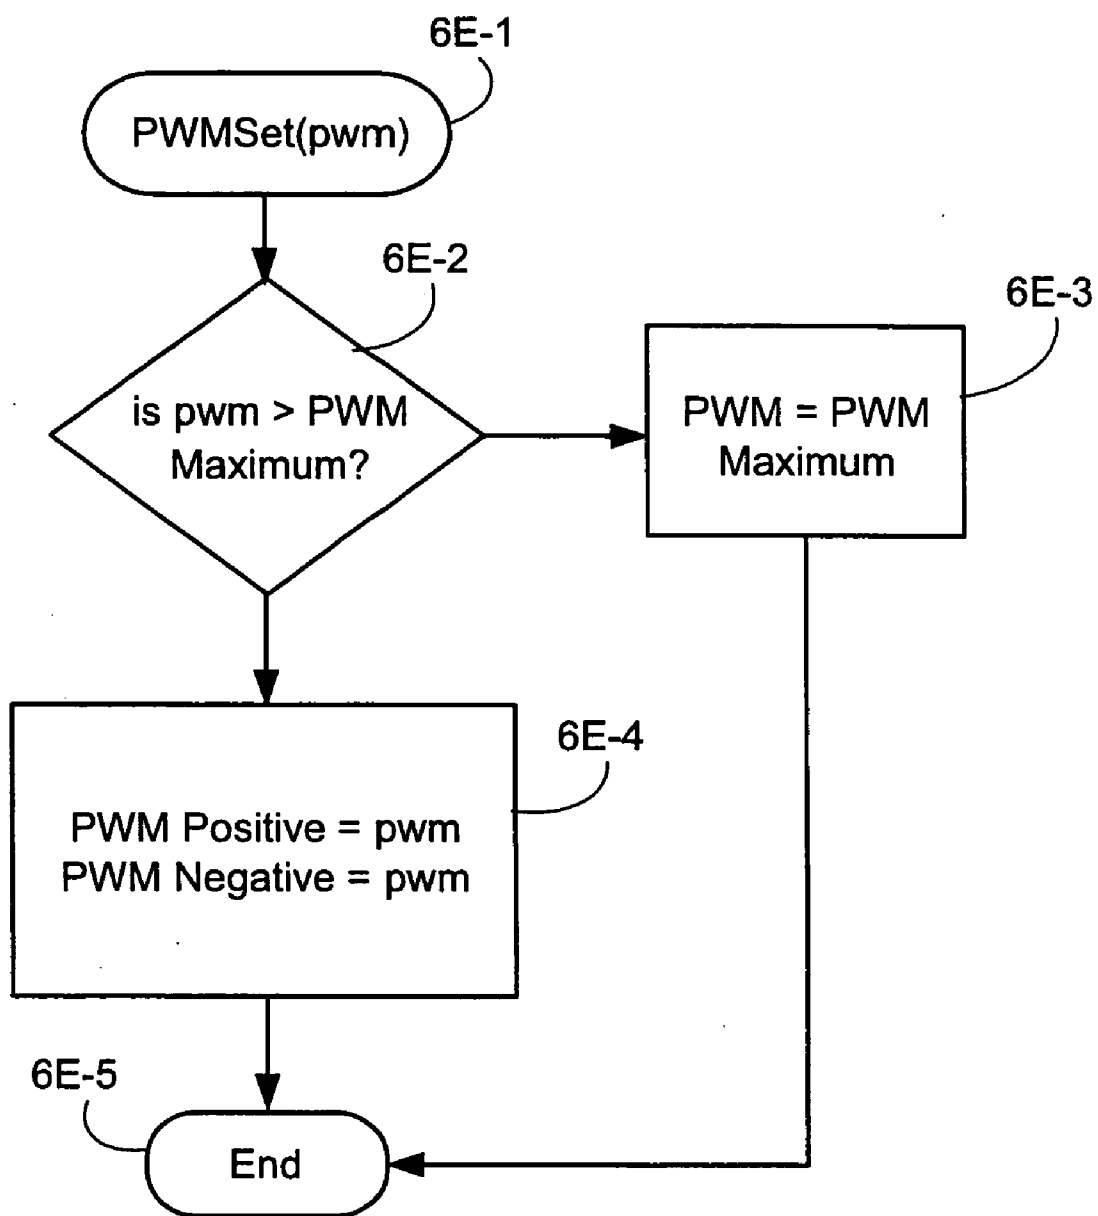 6E-1
PWMSet(pwm)
6E-2
is pwm > PWM
Maximum?
6E-3
PWM = PWM
Maximum
6E-4
PWM Positive = pwm
PWM Negative = pwm
6E-5
End